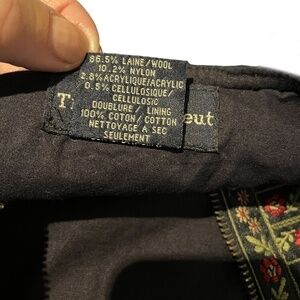 86.5% LAINE/WOOL
10.2% NYLON
2.8% ACRYLIQUE/ACRYLIC
0.5% CELLULOSIQUE/
CELLULOSIC
DOUBLURE / LINING
100% COTON/COTTON
NETTOYAGE A SEC
SEULEMENT